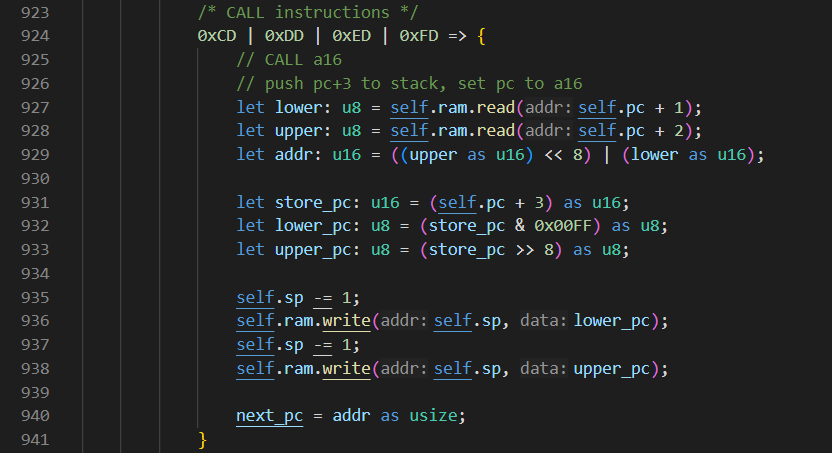 923 /* CALL instructions */
924 0xCD | 0xDD | 0xED | 0xFD => {
925 // CALL a16
926 // push pc+3 to stack, set pc to a16
927 let lower: u8 = self.ram.read(addr: self.pc + 1);
928 let upper: u8 = self.ram.read(addr: self.pc + 2);
929 let addr: u16 = ((upper as u16) << 8) | (lower as u16);
930
931 let store_pc: u16 = (self.pc + 3) as u16;
932 let lower_pc: u8 = (store_pc & 0x00FF) as u8;
933 let upper_pc: u8 = (store_pc >> 8) as u8;
934
935 self.sp -= 1;
936 self.ram.write(addr: self.sp, data: lower_pc);
937 self.sp -= 1;
938 self.ram.write(addr: self.sp, data: upper_pc);
939
940 next_pc = addr as usize;
941 }